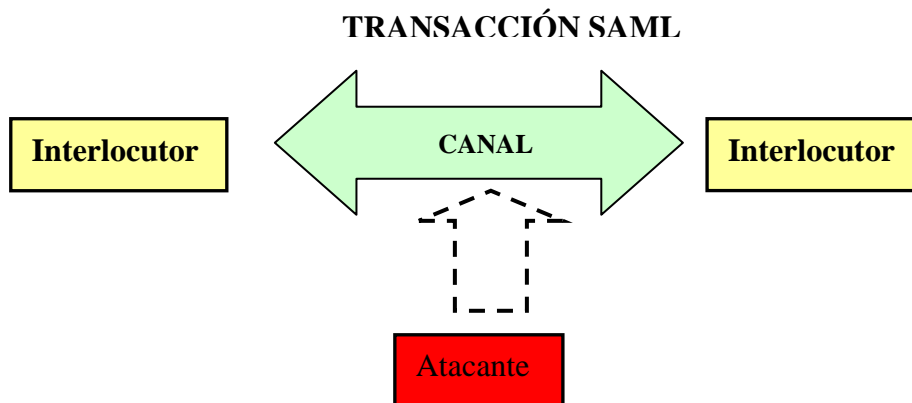 TRANSACCIÓN SAML
Interlocutor
CANAL
Interlocutor
Atacante